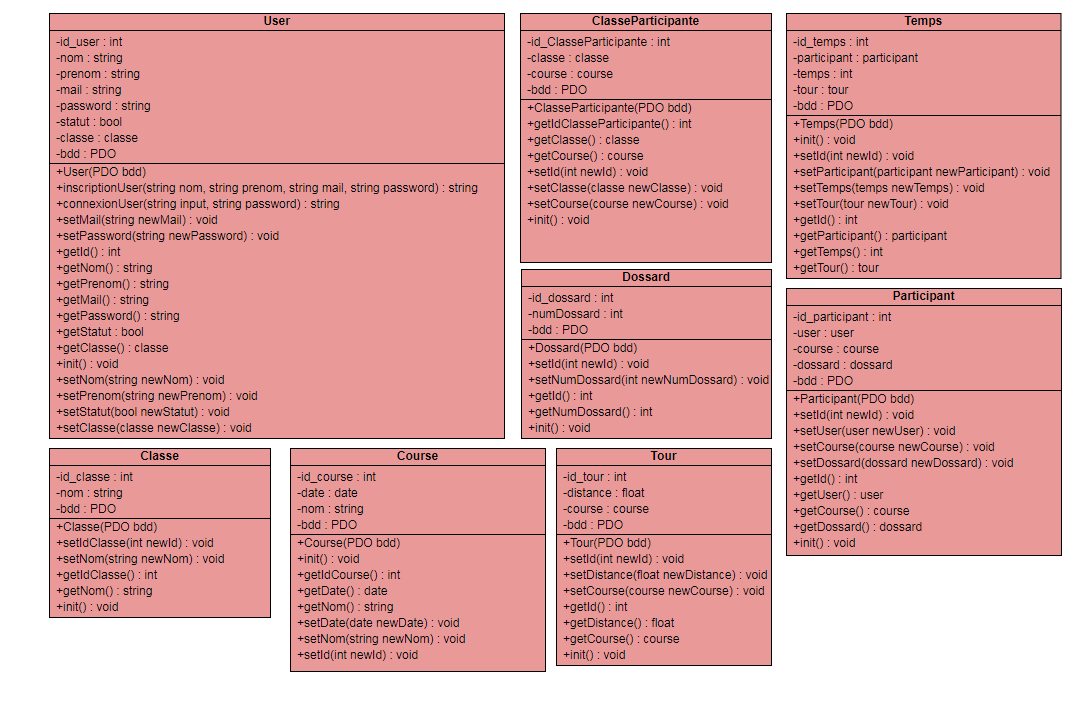 User
-id_user : int
-nom : string
-prenom : string
-mail : string
-password : string
-statut : bool
-classe : classe
-bdd : PDO
+User(PDO bdd)
+inscriptionUser(string nom, string prenom, string mail, string password) : string
+connexionUser(string input, string password) : string
+setMail(string newMail) : void
+setPassword(string newPassword) : void
+getId() : int
+getNom() : string
+getPrenom() : string
+getMail() : string
+getPassword() : string
+getStatut : bool
+getClasse() : classe
+init() : void
+setNom(string newNom) : void
+setPrenom(string newPrenom) : void
+setStatut(bool newStatut) : void
+setClasse(classe newClasse) : void
ClasseParticipante
-id_ClasseParticipante : int
-classe : classe
-course : course
-bdd : PDO
+ClasseParticipante(PDO bdd)
+getIdClasseParticipante() : int
+getClasse() : classe
+getCourse() : course
+setId(int newId) : void
+setClasse(classe newClasse) : void
+setCourse(course newCourse) : void
+init() : void
Temps
-id_temps : int
-participant : participant
-temps : int
-tour : tour
-bdd : PDO
+Temps(PDO bdd)
+init() : void
+setId(int newId) : void
+setParticipant(participant newParticipant) : void
+setTemps(temps newTemps) : void
+setTour(tour newTour) : void
+getId() : int
+getParticipant() : participant
+getTemps() : int
+getTour() : tour
Dossard
-id_dossard : int
-numDossard : int
-bdd : PDO
+Dossard(PDO bdd)
+setId(int newId) : void
+setNumDossard(int newNumDossard) : void
+getId() : int
+getNumDossard() : int
+init() : void
Participant
-id_participant : int
-user : user
-course : course
-dossard : dossard
-bdd : PDO
+Participant(PDO bdd)
+setId(int newId) : void
+setUser(user newUser) : void
+setCourse(course newCourse) : void
+setDossard(dossard newDossard) : void
+getId() : int
+getUser() : user
+getCourse() : course
+getDossard() : dossard
+init() : void
Classe
-id_classe : int
-nom : string
-bdd : PDO
+Classe(PDO bdd)
+setIdClasse(int newId) : void
+setNom(string newNom) : void
+getIdClasse() : int
+getNom() : string
+init() : void
Course
-id_course : int
-date : date
-nom : string
-bdd : PDO
+Course(PDO bdd)
+init() : void
+getIdCourse() : int
+getDate() : date
+getNom() : string
+setDate(date newDate) : void
+setNom(string newNom) : void
+setId(int newId) : void
Tour
-id_tour : int
-distance : float
-course : course
-bdd : PDO
+Tour(PDO bdd)
+setId(int newId) : void
+setDistance(float newDistance) : void
+setCourse(course newCourse) : void
+getId() : int
+getDistance() : float
+getCourse() : course
+init() : void